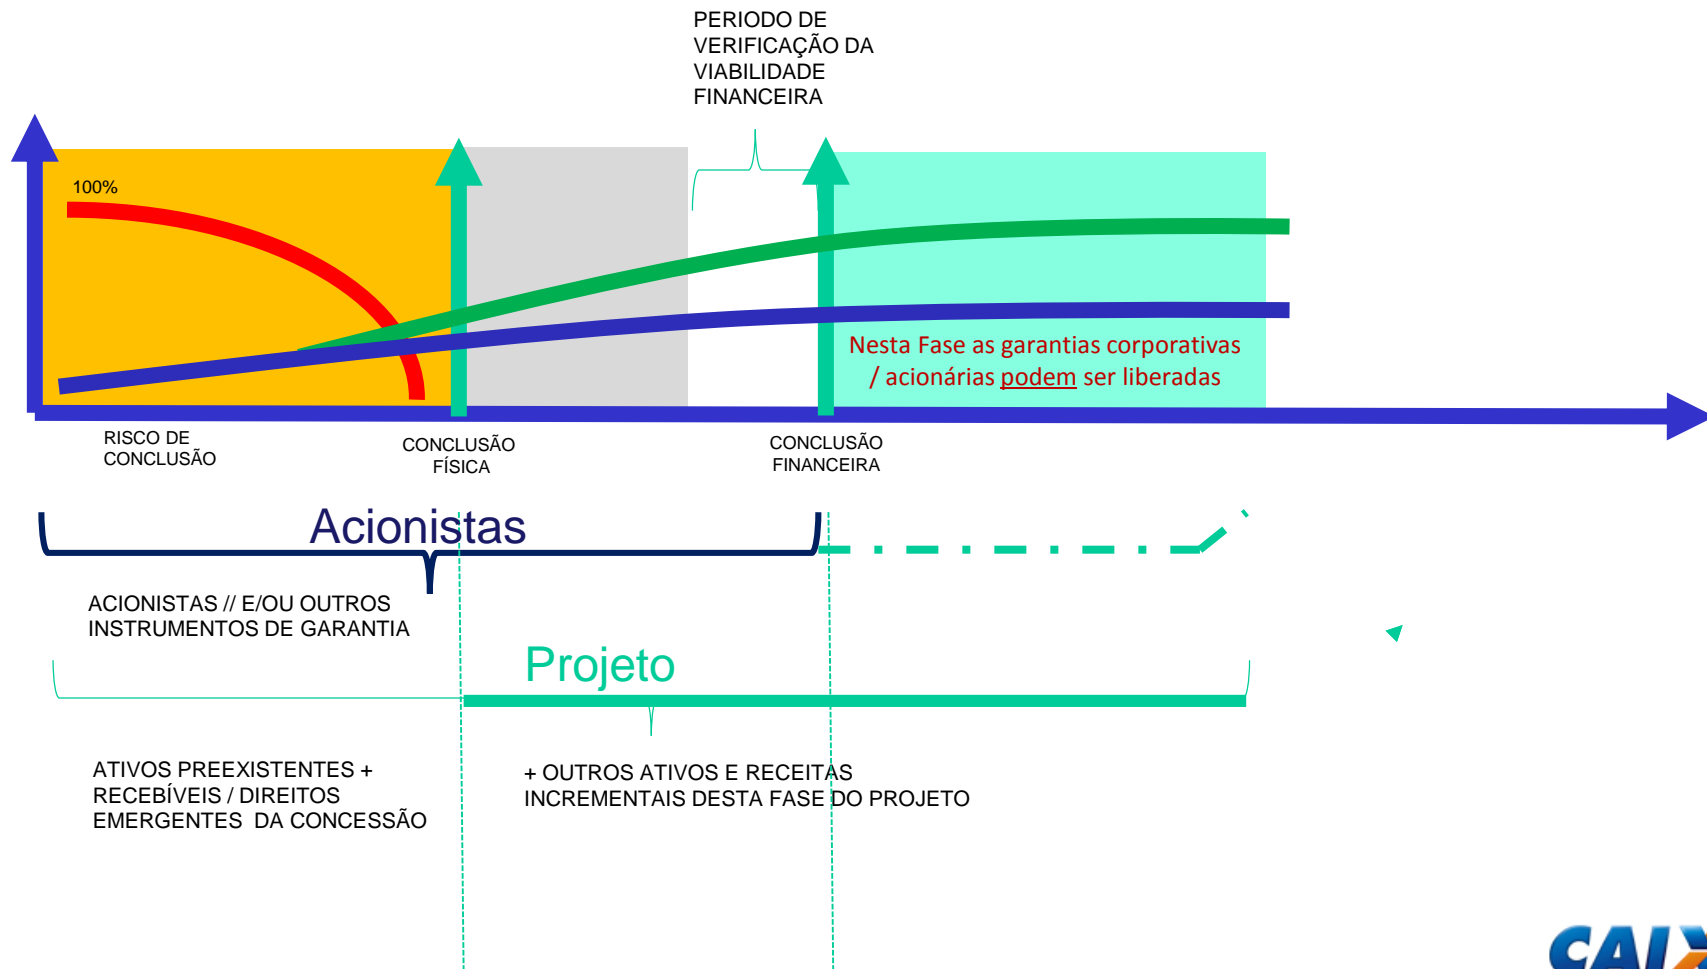 PERIODO DE
VERIFICAÇÃO DA
VIABILIDADE
FINANCEIRA
100%
Nesta Fase as garantias corporativas
/ acionárias podem ser liberadas
RISCO DE
CONCLUSÃO
CONCLUSÃO
FÍSICA
CONCLUSÃO
FINANCEIRA
Acionistas
ACIONISTAS // E/OU OUTROS
INSTRUMENTOS DE GARANTIA
Projeto
ATIVOS PREEXISTENTES +
RECEBÍVEIS / DIREITOS
EMERGENTES DA CONCESSÃO
+ OUTROS ATIVOS E RECEITAS
INCREMENTAIS DESTA FASE DO PROJETO
CAIX